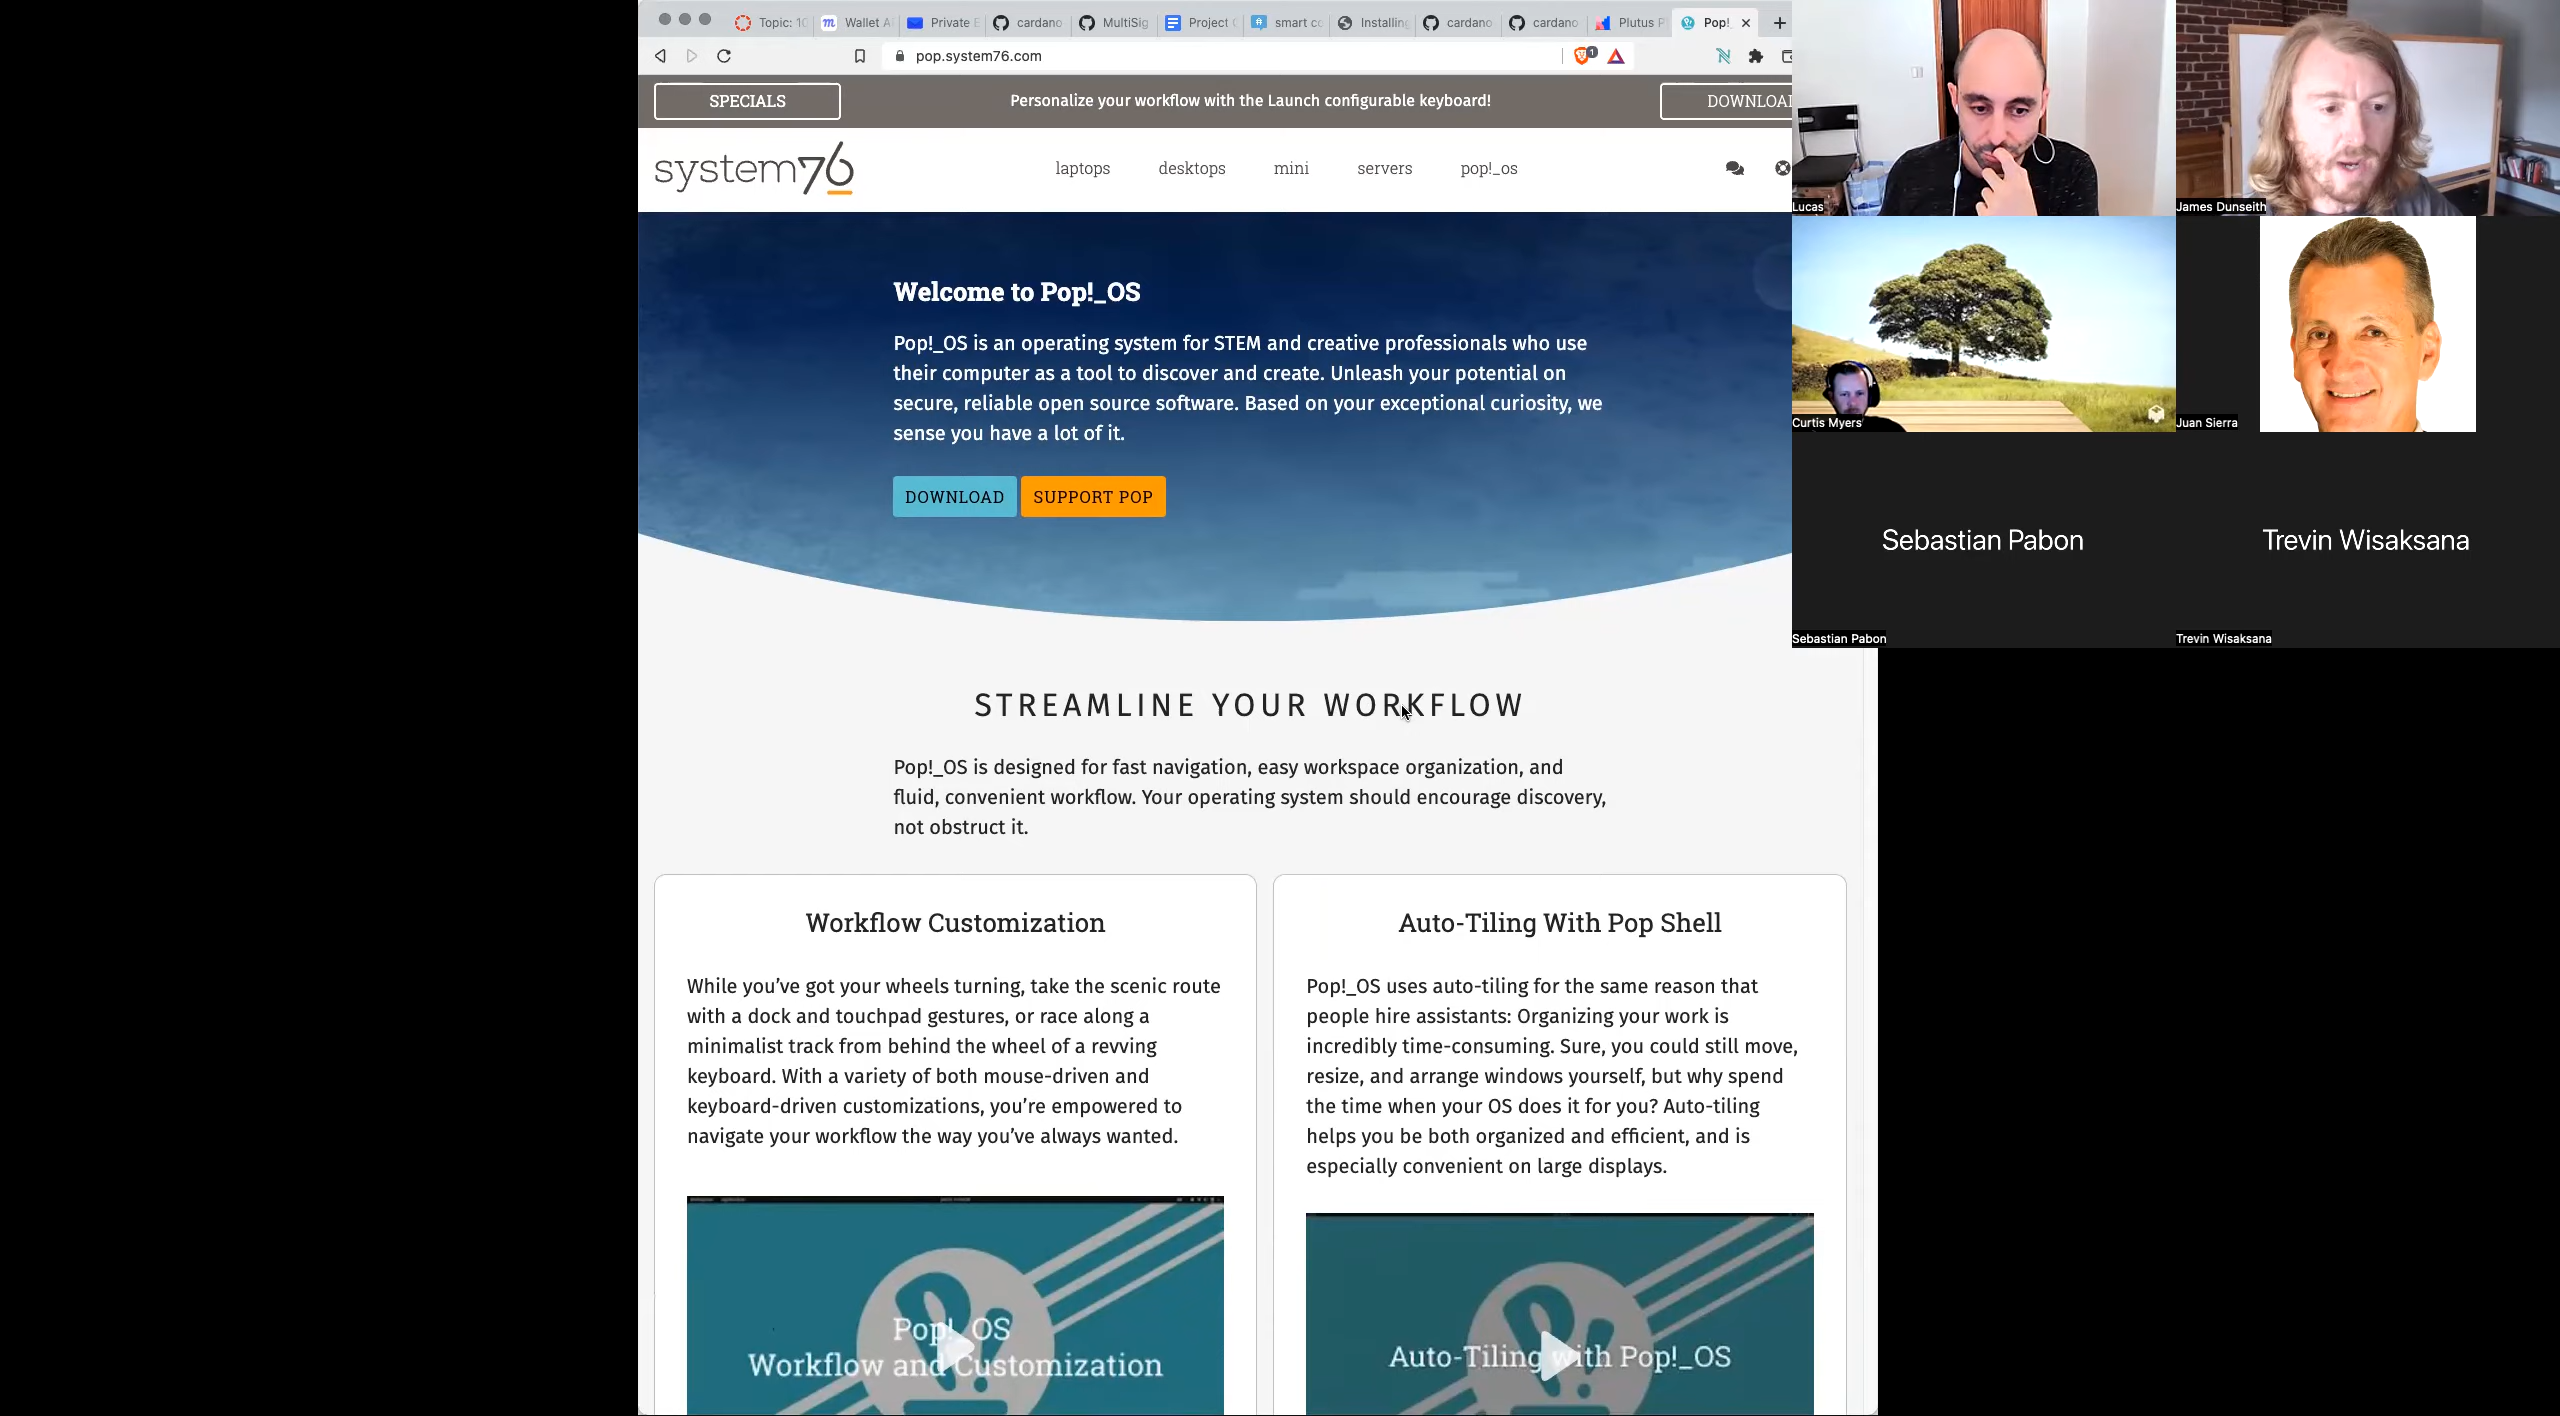 Topic: 10
Wallet A
Private E
cardano
MultiSig
Project
smart co
Installing
cardano
cardano
Plutus P
Pop!
pop.system76.com
1
SPECIALS
Personalize your workflow with the Launch configurable keyboard!
DOWNLOA
system76
laptops
desktops
mini
servers
pop!_os
Welcome to Pop!_OS
Pop!_OS is an operating system for STEM and creative professionals who use
their computer as a tool to discover and create. Unleash your potential on
secure, reliable open source software. Based on your exceptional curiosity, we
sense you have a lot of it.
DOWNLOAD
SUPPORT POP
STREAMLINE YOUR WORKFLOW
Pop!_OS is designed for fast navigation, easy workspace organization, and
fluid, convenient workflow. Your operating system should encourage discovery,
not obstruct it.
Workflow Customization
While you’ve got your wheels turning, take the scenic route
with a dock and touchpad gestures, or race along a
minimalist track from behind the wheel of a revving
keyboard. With a variety of both mouse-driven and
keyboard-driven customizations, you’re empowered to
navigate your workflow the way you’ve always wanted.
Pop!_OS
Workflow and Customization
Auto-Tiling With Pop Shell
Pop!_OS uses auto-tiling for the same reason that
people hire assistants: Organizing your work is
incredibly time-consuming. Sure, you could still move,
resize, and arrange windows yourself, but why spend
the time when your OS does it for you? Auto-tiling
helps you be both organized and efficient, and is
especially convenient on large displays.
Auto-Tiling with Pop!_OS
Lucas
James Dunseith
Curtis Myers
Juan Sierra
Sebastian Pabon
Trevin Wisaksana
Sebastian Pabon
Trevin Wisaksana